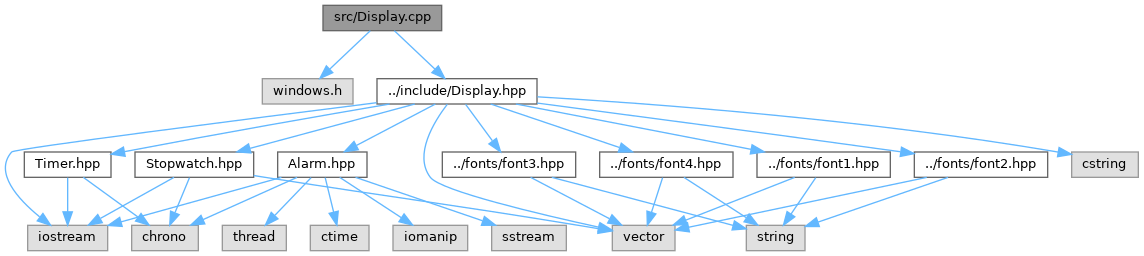 src/Display.cpp
windows.h
../include/Display.hpp
Timer.hpp
Stopwatch.hpp
Alarm.hpp
../fonts/font3.hpp
../fonts/font4.hpp
../fonts/font1.hpp
../fonts/font2.hpp
cstring
iostream
chrono
thread
ctime
iomanip
sstream
vector
string